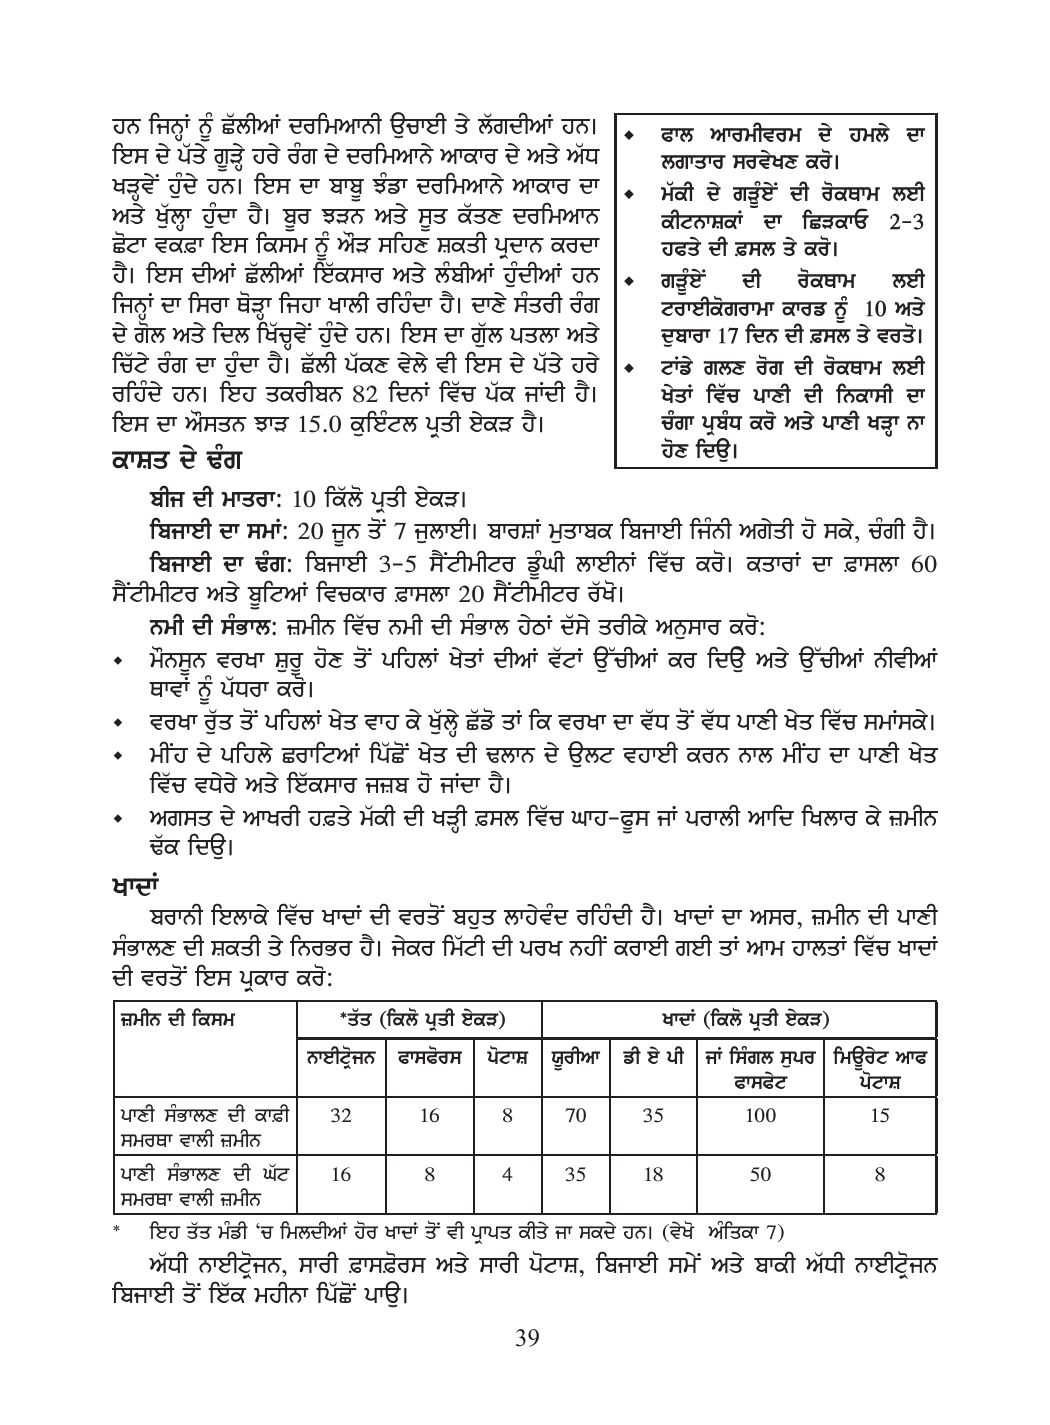 ਹਨ ਜਿਨ੍ਹਾਂ ਨੂੰ ਛੱਲੀਆਂ ਦਰਮਿਆਨੀ ਉਚਾਈ ਤੇ ਲੱਗਦੀਆਂ ਹਨ।
ਇਸ ਦੇ ਪੱਤੇ ਗੂੜ੍ਹੇ ਹਰੇ ਰੰਗ ਦੇ ਦਰਮਿਆਨੇ ਆਕਾਰ ਦੇ ਅਤੇ ਅੱਧ
ਖੜ੍ਹਵੇਂ ਹੁੰਦੇ ਹਨ। ਇਸ ਦਾ ਬਾਬੂ ਝੰਡਾ ਦਰਮਿਆਨੇ ਆਕਾਰ ਦਾ
ਅਤੇ ਖੁੱਲ੍ਹਾ ਹੁੰਦਾ ਹੈ। ਬੂਰ ਝੜਨ ਅਤੇ ਸੂਤ ਕੱਤਣ ਦਰਮਿਆਨ
ਛੋਟਾ ਵਕਫ਼ਾ ਇਸ ਕਿਸਮ ਨੂੰ ਔੜ ਸਹਿਣ ਸ਼ਕਤੀ ਪ੍ਰਦਾਨ ਕਰਦਾ
ਹੈ। ਇਸ ਦੀਆਂ ਛੱਲੀਆਂ ਇੱਕਸਾਰ ਅਤੇ ਲੰਬੀਆਂ ਹੁੰਦੀਆਂ ਹਨ
ਜਿਨ੍ਹਾਂ ਦਾ ਸਿਰਾ ਥੋੜ੍ਹਾ ਜਿਹਾ ਖਾਲੀ ਰਹਿੰਦਾ ਹੈ। ਦਾਣੇ ਸੰਤਰੀ ਰੰਗ
ਦੇ ਗੋਲ ਅਤੇ ਦਿਲ ਖਿੱਚ੍ਹਵੇਂ ਹੁੰਦੇ ਹਨ। ਇਸ ਦਾ ਗੁੱਲ ਪਤਲਾ ਅਤੇ
ਚਿੱਟੇ ਰੰਗ ਦਾ ਹੁੰਦਾ ਹੈ। ਛੱਲੀ ਪੱਕਣ ਵੇਲੇ ਵੀ ਇਸ ਦੇ ਪੱਤੇ ਹਰੇ
ਰਹਿੰਦੇ ਹਨ। ਇਹ ਤਕਰੀਬਨ 82 ਦਿਨਾਂ ਵਿੱਚ ਪੱਕ ਜਾਂਦੀ ਹੈ।
ਇਸ ਦਾ ਔਸਤਨ ਝਾੜ 15.0 ਕੁਇੰਟਲ ਪ੍ਰਤੀ ਏਕੜ ਹੈ।
⬥ ਫਾਲ ਆਰਮੀਵਰਮ ਦੇ ਹਮਲੇ ਦਾ
ਲਗਾਤਾਰ ਸਰਵੇਖਣ ਕਰੋ।
⬥ ਮੱਕੀ ਦੇ ਗੜੂੰਏਂ ਦੀ ਰੋਕਥਾਮ ਲਈ
ਕੀਟਨਾਸ਼ਕਾਂ ਦਾ ਛਿੜਕਾਓ 2-3
ਹਫਤੇ ਦੀ ਫ਼ਸਲ ਤੇ ਕਰੋ।
⬥ ਗੜੂੰਏਂ ਦੀ ਰੋਕਥਾਮ ਲਈ
ਟਰਾਈਕੋਗਰਾਮਾ ਕਾਰਡ ਨੂੰ 10 ਅਤੇ
ਦੁਬਾਰਾ 17 ਦਿਨ ਦੀ ਫ਼ਸਲ ਤੇ ਵਰਤੋ।
⬥ ਟਾਂਡੇ ਗਲਣ ਰੋਗ ਦੀ ਰੋਕਥਾਮ ਲਈ
ਖੇਤਾਂ ਵਿੱਚ ਪਾਣੀ ਦੀ ਨਿਕਾਸੀ ਦਾ
ਚੰਗਾ ਪ੍ਰਬੰਧ ਕਰੋ ਅਤੇ ਪਾਣੀ ਖੜ੍ਹਾ ਨਾ
ਹੋਣ ਦਿਉ।
ਕਾਸ਼ਤ ਦੇ ਢੰਗ
ਬੀਜ ਦੀ ਮਾਤਰਾ: 10 ਕਿੱਲੋ ਪ੍ਰਤੀ ਏਕੜ।
ਬਿਜਾਈ ਦਾ ਸਮਾਂ: 20 ਜੂਨ ਤੋਂ 7 ਜੁਲਾਈ। ਬਾਰਸ਼ਾਂ ਮੁਤਾਬਕ ਬਿਜਾਈ ਜਿੰਨੀ ਅਗੇਤੀ ਹੋ ਸਕੇ, ਚੰਗੀ ਹੈ।
ਬਿਜਾਈ ਦਾ ਢੰਗ: ਬਿਜਾਈ 3-5 ਸੈਂਟੀਮੀਟਰ ਡੂੰਘੀ ਲਾਈਨਾਂ ਵਿੱਚ ਕਰੋ। ਕਤਾਰਾਂ ਦਾ ਫ਼ਾਸਲਾ 60
ਸੈਂਟੀਮੀਟਰ ਅਤੇ ਬੂਟਿਆਂ ਵਿਚਕਾਰ ਫ਼ਾਸਲਾ 20 ਸੈਂਟੀਮੀਟਰ ਰੱਖੋ।
ਨਮੀ ਦੀ ਸੰਭਾਲ: ਜ਼ਮੀਨ ਵਿੱਚ ਨਮੀ ਦੀ ਸੰਭਾਲ ਹੇਠਾਂ ਦੱਸੇ ਤਰੀਕੇ ਅਨੁਸਾਰ ਕਰੋ:
⬥ ਮੌਨਸੂਨ ਵਰਖਾ ਸ਼ੁਰੂ ਹੋਣ ਤੋਂ ਪਹਿਲਾਂ ਖੇਤਾਂ ਦੀਆਂ ਵੱਟਾਂ ਉੱਚੀਆਂ ਕਰ ਦਿਉ ਅਤੇ ਉੱਚੀਆਂ ਨੀਵੀਆਂ
ਥਾਵਾਂ ਨੂੰ ਪੱਧਰਾ ਕਰੋ।
⬥ ਵਰਖਾ ਰੁੱਤ ਤੋਂ ਪਹਿਲਾਂ ਖੇਤ ਵਾਹ ਕੇ ਖੁੱਲ੍ਹੇ ਛੱਡੋ ਤਾਂ ਕਿ ਵਰਖਾ ਦਾ ਵੱਧ ਤੋਂ ਵੱਧ ਪਾਣੀ ਖੇਤ ਵਿੱਚ ਸਮਾਂਸਕੇ।
⬥ ਮੀਂਹ ਦੇ ਪਹਿਲੇ ਛਰਾਟਿਆਂ ਪਿੱਛੋਂ ਖੇਤ ਦੀ ਢਲਾਨ ਦੇ ਉਲਟ ਵਹਾਈ ਕਰਨ ਨਾਲ ਮੀਂਹ ਦਾ ਪਾਣੀ ਖੇਤ
ਵਿੱਚ ਵਧੇਰੇ ਅਤੇ ਇੱਕਸਾਰ ਜਜ਼ਬ ਹੋ ਜਾਂਦਾ ਹੈ।
⬥ ਅਗਸਤ ਦੇ ਆਖਰੀ ਹਫ਼ਤੇ ਮੱਕੀ ਦੀ ਖੜ੍ਹੀ ਫ਼ਸਲ ਵਿੱਚ ਘਾਹ-ਫੂਸ ਜਾਂ ਪਰਾਲੀ ਆਦਿ ਖਿਲਾਰ ਕੇ ਜ਼ਮੀਨ
ਢੱਕ ਦਿਉ।
ਖਾਦਾਂ
ਬਰਾਨੀ ਇਲਾਕੇ ਵਿੱਚ ਖਾਦਾਂ ਦੀ ਵਰਤੋਂ ਬਹੁਤ ਲਾਹੇਵੰਦ ਰਹਿੰਦੀ ਹੈ। ਖਾਦਾਂ ਦਾ ਅਸਰ, ਜ਼ਮੀਨ ਦੀ ਪਾਣੀ
ਸੰਭਾਲਣ ਦੀ ਸ਼ਕਤੀ ਤੇ ਨਿਰਭਰ ਹੈ। ਜੇਕਰ ਮਿੱਟੀ ਦੀ ਪਰਖ ਨਹੀਂ ਕਰਾਈ ਗਈ ਤਾਂ ਆਮ ਹਾਲਤਾਂ ਵਿੱਚ ਖਾਦਾਂ
ਦੀ ਵਰਤੋਂ ਇਸ ਪ੍ਰਕਾਰ ਕਰੋ:
ਜ਼ਮੀਨ ਦੀ ਕਿਸਮ *ਤੱਤ (ਕਿਲੋ ਪ੍ਰਤੀ ਏਕੜ) ਖਾਦਾਂ (ਕਿਲੋ ਪ੍ਰਤੀ ਏਕੜ)
ਨਾਈਟ੍ਰੋਜਨ ਫਾਸਫੋਰਸ ਪੋਟਾਸ਼ ਯੂਰੀਆ ਡੀ ਏ ਪੀ ਜਾਂ ਸਿੰਗਲ ਸੁਪਰ ਮਿਊਰੇਟ ਆਫ
ਫਾਸਫੇਟ ਪੋਟਾਸ਼
ਪਾਣੀ ਸੰਭਾਲਣ ਦੀ ਕਾਫ਼ੀ 32 16 8 70 35 100 15
ਸਮਰਥਾ ਵਾਲੀ ਜ਼ਮੀਨ
ਪਾਣੀ ਸੰਭਾਲਣ ਦੀ ਘੱਟ 16 8 4 35 18 50 8
ਸਮਰਥਾ ਵਾਲੀ ਜ਼ਮੀਨ
* ਇਹ ਤੱਤ ਮੰਡੀ ‘ਚ ਮਿਲਦੀਆਂ ਹੋਰ ਖਾਦਾਂ ਤੋਂ ਵੀ ਪ੍ਰਾਪਤ ਕੀਤੇ ਜਾ ਸਕਦੇ ਹਨ। (ਵੇਖੋ ਅੰਤਿਕਾ 7)
ਅੱਧੀ ਨਾਈਟ੍ਰੋਜਨ, ਸਾਰੀ ਫ਼ਾਸਫ਼ੋਰਸ ਅਤੇ ਸਾਰੀ ਪੋਟਾਸ਼, ਬਿਜਾਈ ਸਮੇਂ ਅਤੇ ਬਾਕੀ ਅੱਧੀ ਨਾਈਟ੍ਰੋਜਨ
ਬਿਜਾਈ ਤੋਂ ਇੱਕ ਮਹੀਨਾ ਪਿੱਛੋਂ ਪਾਉ।
39